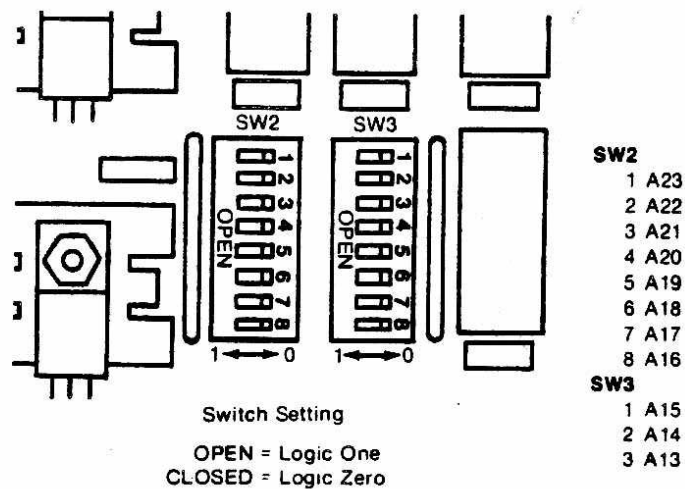 SW2 SW3
1 1
2 2
3 3
4 4
5 5
6 6
7 7
8 8
OPEN OPEN
1 0 1 0
Switch Setting
OPEN = Logic One
CLOSED = Logic Zero
SW2
1 A23
2 A22
3 A21
4 A20
5 A19
6 A18
7 A17
8 A16
SW3
1 A15
2 A14
3 A13